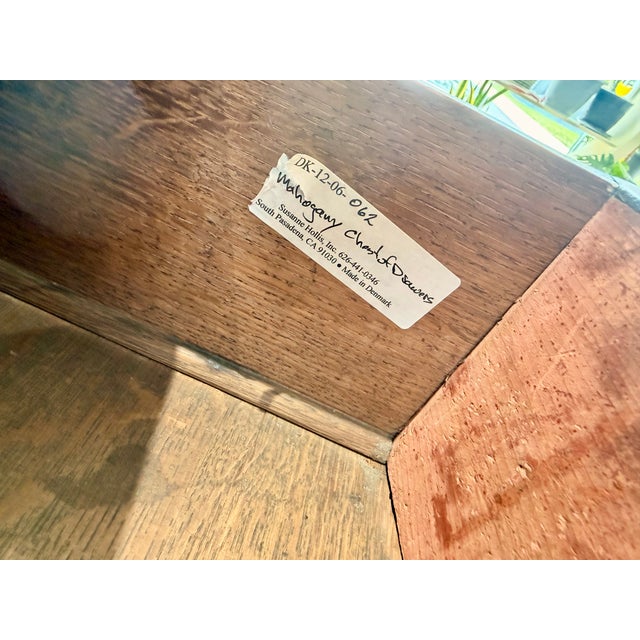 DK-12-06-062
Mahogany Chest of Drawers
Susanne Hollis, Inc. 626-441-0346
South Pasadena, CA 91030 • Made in Denmark